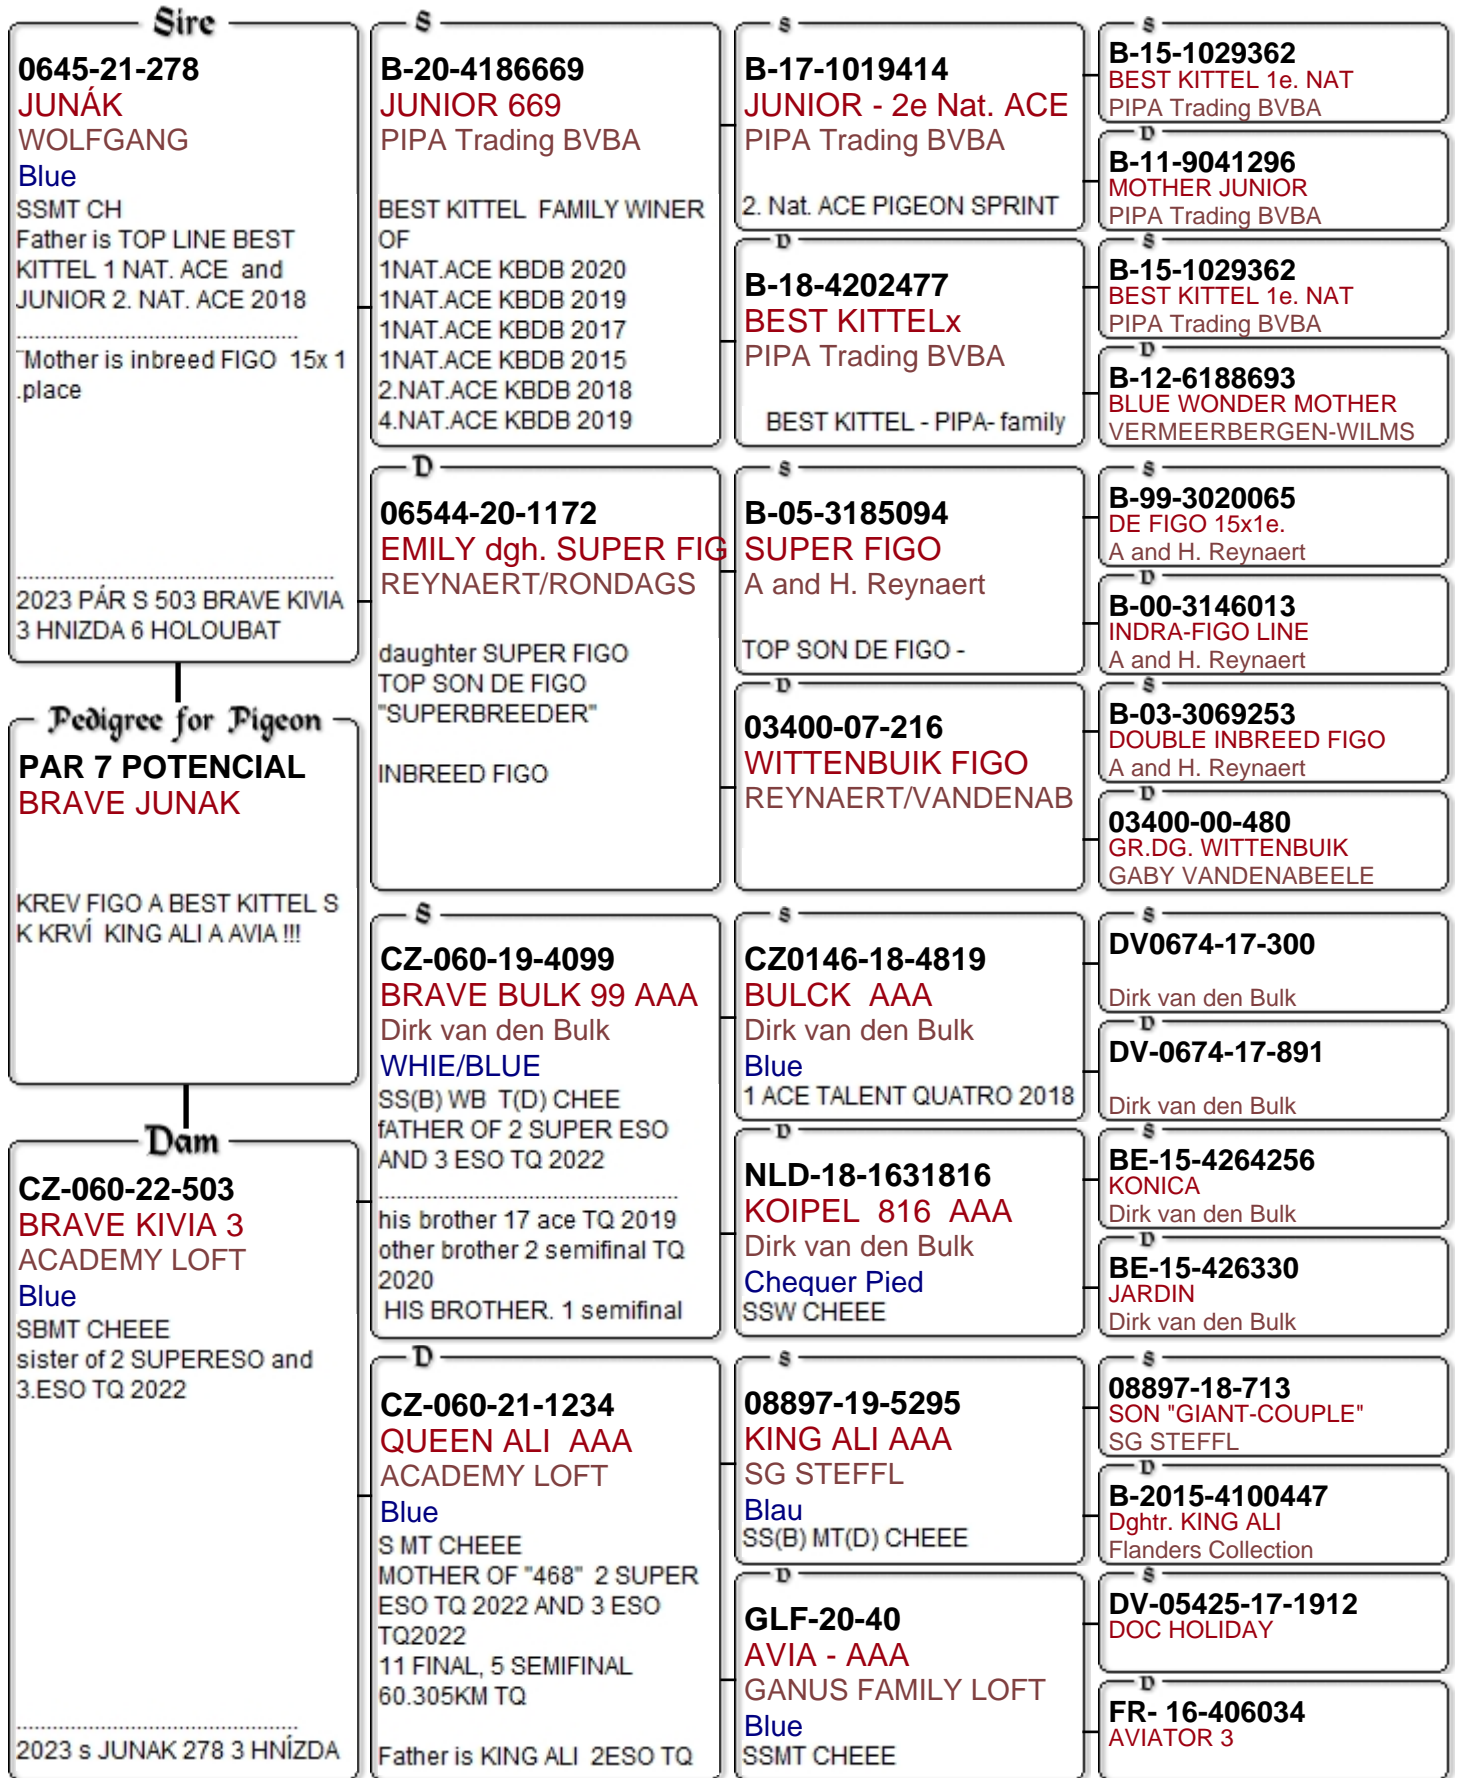 Sire
0645-21-278
JUNÁK
WOLFGANG
Blue
SSMT CH
Father is TOP LINE BEST
KITTEL 1 NAT. ACE and
JUNIOR 2. NAT. ACE 2018
Mother is inbreed FIGO 15x 1
.place
2023 PÁR S 503 BRAVE KIVIA
3 HNIZDA 6 HOLOUBAT
Pedigree for Pigeon
PAR 7 POTENCIAL
BRAVE JUNAK
KREV FIGO A BEST KITTEL S
K KRVÍ KING ALI A AVIA !!!
Dam
CZ-060-22-503
BRAVE KIVIA 3
ACADEMY LOFT
Blue
SBMT CHEEE
sister of 2 SUPERESO and
3.ESO TQ 2022
2023 s JUNAK 278 3 HNÍZDA
S
B-20-4186669
JUNIOR 669
PIPA Trading BVBA
BEST KITTEL FAMILY WINER
OF
1NAT.ACE KBDB 2020
1NAT.ACE KBDB 2019
1NAT.ACE KBDB 2017
1NAT.ACE KBDB 2015
2.NAT.ACE KBDB 2018
4.NAT.ACE KBDB 2019
D
06544-20-1172
EMILY dgh. SUPER FIG
REYNAERT/RONDAGS
daughter SUPER FIGO
TOP SON DE FIGO
"SUPERBREEDER"
INBREED FIGO
S
CZ-060-19-4099
BRAVE BULK 99 AAA
Dirk van den Bulk
WHIE/BLUE
SS(B) WB T(D) CHEE
fATHER OF 2 SUPER ESO
AND 3 ESO TQ 2022
his brother 17 ace TQ 2019
other brother 2 semifinal TQ
2020
HIS BROTHER. 1 semifinal
D
CZ-060-21-1234
QUEEN ALI AAA
ACADEMY LOFT
Blue
S MT CHEEE
MOTHER OF "468" 2 SUPER
ESO TQ 2022 AND 3 ESO
TQ2022
11 FINAL, 5 SEMIFINAL
60.305KM TQ
Father is KING ALI 2ESO TQ
S
B-17-1019414
JUNIOR - 2e Nat. ACE
PIPA Trading BVBA
2. Nat. ACE PIGEON SPRINT
D
B-18-4202477
BEST KITTELx
PIPA Trading BVBA
BEST KITTEL - PIPA- family
S
B-05-3185094
SUPER FIGO
A and H. Reynaert
TOP SON DE FIGO -
D
03400-07-216
WITTENBUIK FIGO
REYNAERT/VANDENAB
S
CZ0146-18-4819
BULCK AAA
Dirk van den Bulk
Blue
1 ACE TALENT QUATRO 2018
D
NLD-18-1631816
KOIPEL 816 AAA
Dirk van den Bulk
Chequer Pied
SSW CHEEE
S
08897-19-5295
KING ALI AAA
SG STEFFL
Blau
SS(B) MT(D) CHEEE
D
GLF-20-40
AVIA - AAA
GANUS FAMILY LOFT
Blue
SSMT CHEEE
S
B-15-1029362
BEST KITTEL 1e. NAT
PIPA Trading BVBA
D
B-11-9041296
MOTHER JUNIOR
PIPA Trading BVBA
S
B-15-1029362
BEST KITTEL 1e. NAT
PIPA Trading BVBA
D
B-12-6188693
BLUE WONDER MOTHER
VERMEERBERGEN-WILMS
S
B-99-3020065
DE FIGO 15x1e.
A and H. Reynaert
D
B-00-3146013
INDRA-FIGO LINE
A and H. Reynaert
S
B-03-3069253
DOUBLE INBREED FIGO
A and H. Reynaert
D
03400-00-480
GR.DG. WITTENBUIK
GABY VANDENABEELE
S
DV0674-17-300
Dirk van den Bulk
D
DV-0674-17-891
Dirk van den Bulk
S
BE-15-4264256
KONICA
Dirk van den Bulk
D
BE-15-426330
JARDIN
Dirk van den Bulk
S
08897-18-713
SON "GIANT-COUPLE"
SG STEFFL
D
B-2015-4100447
Dghtr. KING ALI
Flanders Collection
S
DV-05425-17-1912
DOC HOLIDAY
D
FR- 16-406034
AVIATOR 3